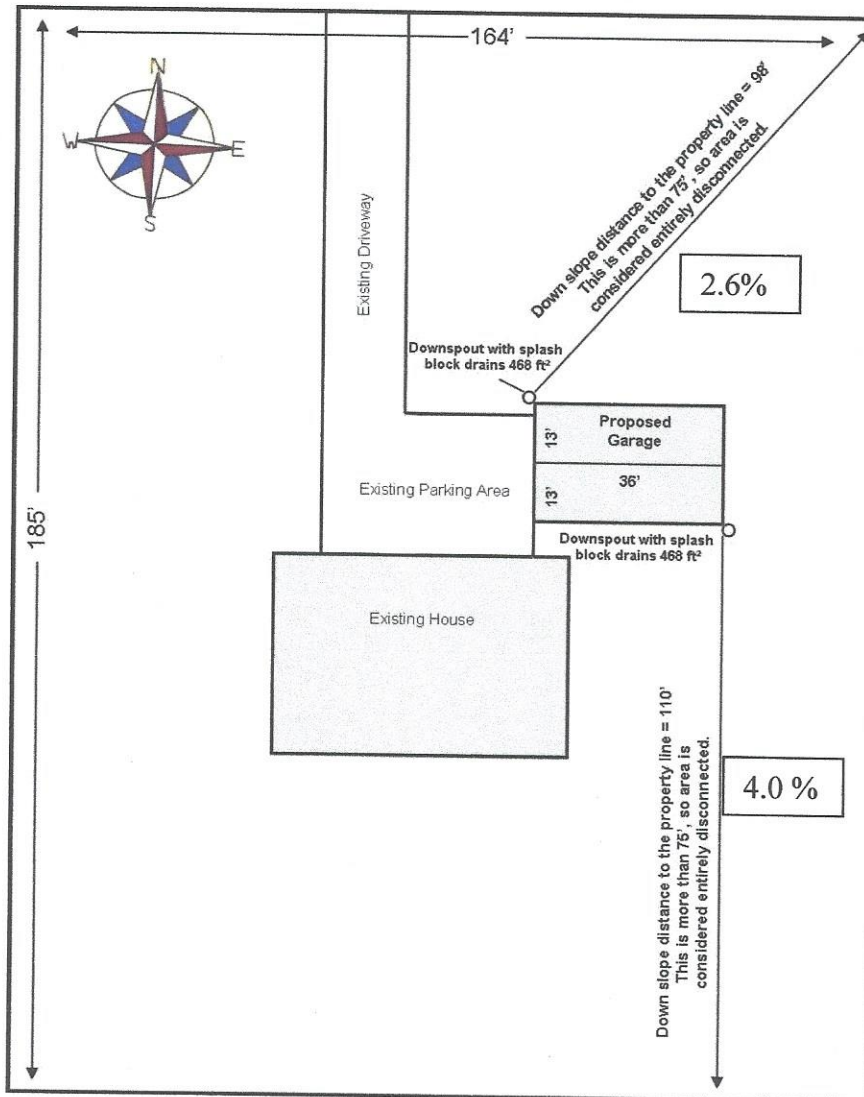 164'
N
W
E
S
185'
Existing Driveway
Down slope distance to the property line = 98'
This is more than 75', so area is
considered entirely disconnected.
2.6%
Downspout with splash
block drains 468 ft²
13'
Proposed
Garage
13'
36'
Existing Parking Area
Downspout with splash
block drains 468 ft²
Existing House
Down slope distance to the property line = 110'
This is more than 75', so area is
considered entirely disconnected.
4.0 %